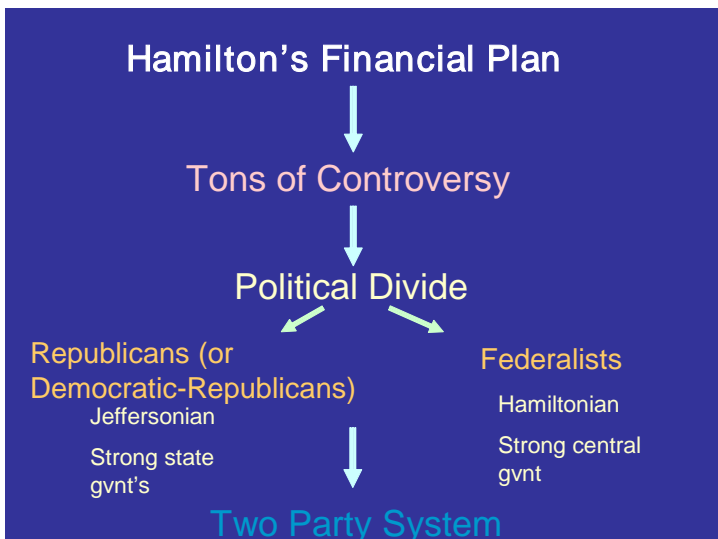 Hamilton's Financial Plan
Tons of Controversy
Political Divide
Republicans (or
Democratic-Republicans)
Jeffersonian
Strong state
gvnt's
Federalists
Hamiltonian
Strong central
gvnt
Two Party System